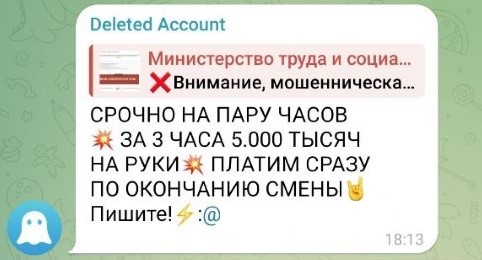 Deleted Account
Министерство труда и социа...
❌Внимание, мошенническа...
СРОЧНО НА ПАРУ ЧАСОВ
💥 ЗА 3 ЧАСА 5.000 ТЫСЯЧ
НА РУКИ💥 ПЛАТИМ СРАЗУ
ПО ОКОНЧАНИЮ СМЕНЫ🤘
Пишите!⚡:@
18:13